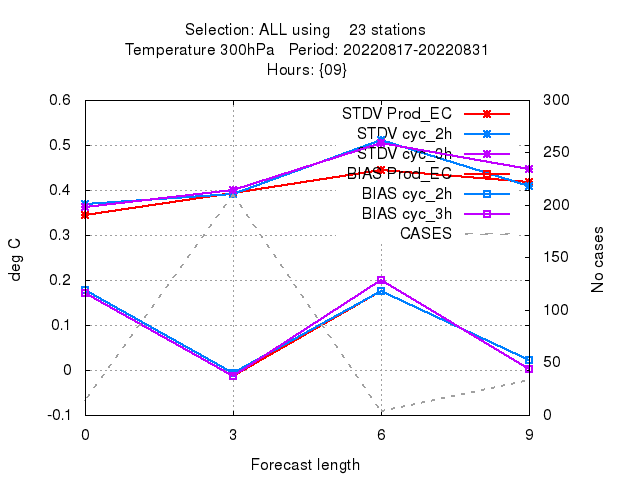 Selection: ALL using 23 stations
Temperature 300hPa Period: 20220817-20220831
Hours: {09}
0.6
0.5
0.4
0.3
0.2
0.1
0
-0.1
deg C
300
250
200
150
100
50
0
No cases
STDV Prod_EC
STDV cyc_2h
STDV cyc_3h
BIAS Prod_EC
BIAS cyc_2h
BIAS cyc_3h
CASES
0 3 6 9
Forecast length